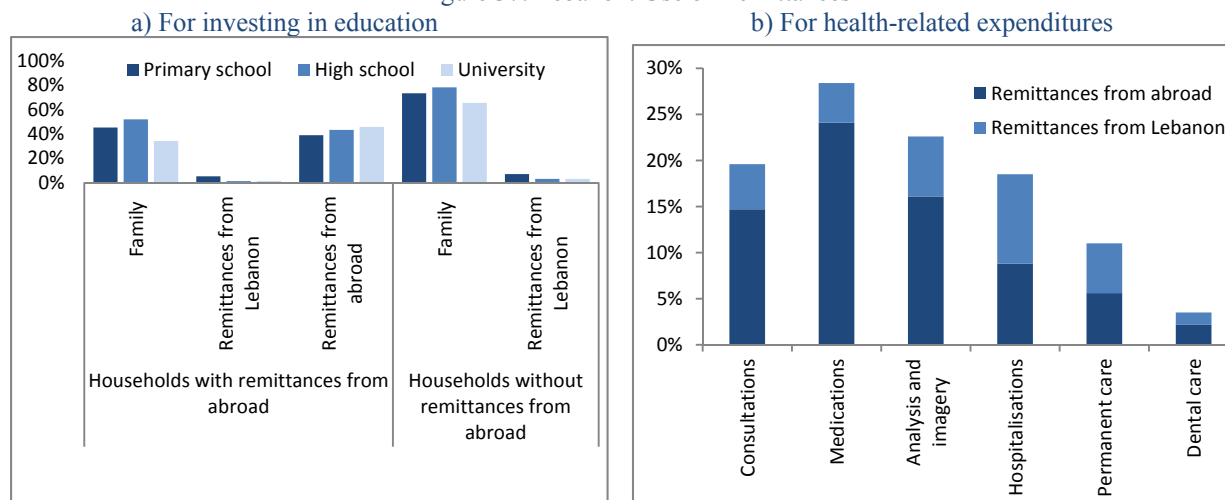 a) For investing in education
100%
80%
60%
40%
20%
0%
Primary school
High school
University
Family
Remittances from
Lebanon
Remittances from
abroad
Family
Remittances from
Lebanon
Households with remittances from
abroad
Households without
remittances from
abroad
b) For health-related expenditures
30%
25%
20%
15%
10%
5%
0%
Remittances from abroad
Remittances from Lebanon
Consultations
Medications
Analysis and
imagery
Hospitalisations
Permanent care
Dental care